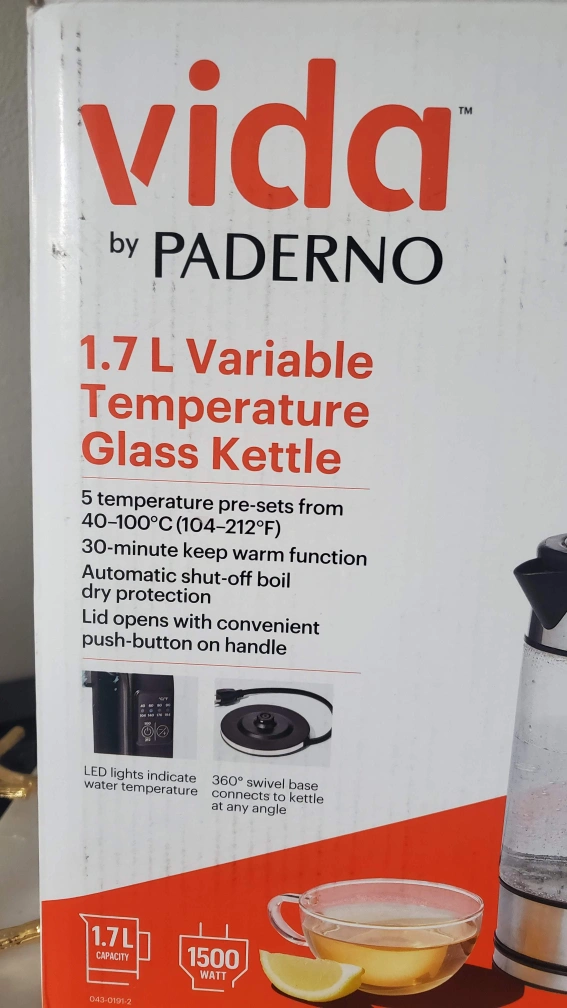 vida™
by PADERNO
1.7 L Variable
Temperature
Glass Kettle
5 temperature pre-sets from
40–100°C (104–212°F)
30-minute keep warm function
Automatic shut-off boil
dry protection
Lid opens with convenient
push-button on handle
LED lights indicate
water temperature
360° swivel base
connects to kettle
at any angle
1.7 L
CAPACITY
1500
WATT
043-0191-2